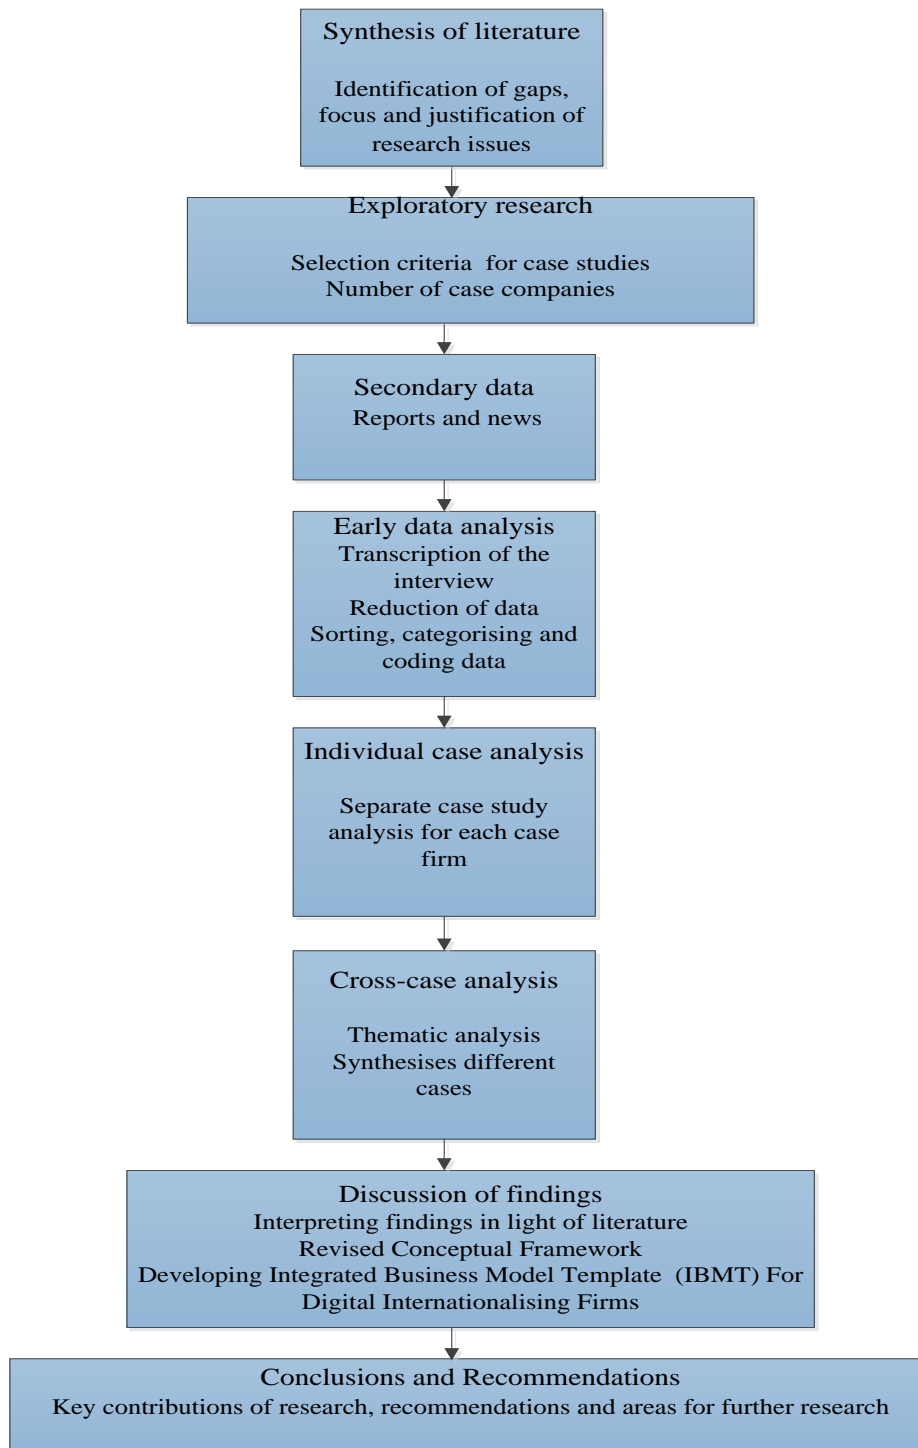 Synthesis of literature
Identification of gaps,
focus and justification of
research issues
Exploratory research
Selection criteria for case studies
Number of case companies
Secondary data
Reports and news
Early data analysis
Transcription of the
interview
Reduction of data
Sorting, categorising and
coding data
Individual case analysis
Separate case study
analysis for each case
firm
Cross-case analysis
Thematic analysis
Synthesises different
cases
Discussion of findings
Interpreting findings in light of literature
Revised Conceptual Framework
Developing Integrated Business Model Template (IBMT) For
Digital Internationalising Firms
Conclusions and Recommendations
Key contributions of research, recommendations and areas for further research